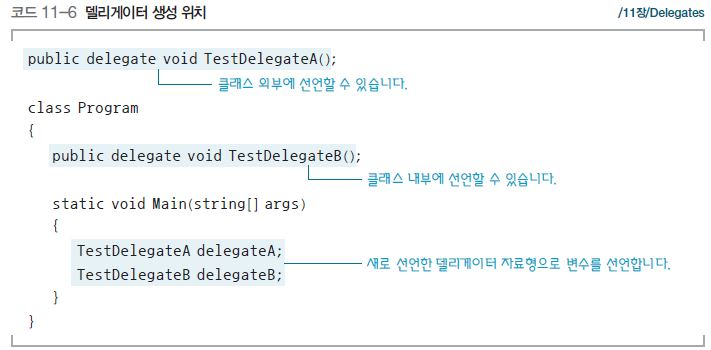 코드 11-6 델리게이터 생성 위치 /11장/Delegates
public delegate void TestDelegateA();
클래스 외부에 선언할 수 있습니다.
class Program
{
public delegate void TestDelegateB();
클래스 내부에 선언할 수 있습니다.
static void Main(string[] args)
{
TestDelegateA delegateA;
새로 선언한 델리게이터 자료형으로 변수를 선언합니다.
TestDelegateB delegateB;
}
}